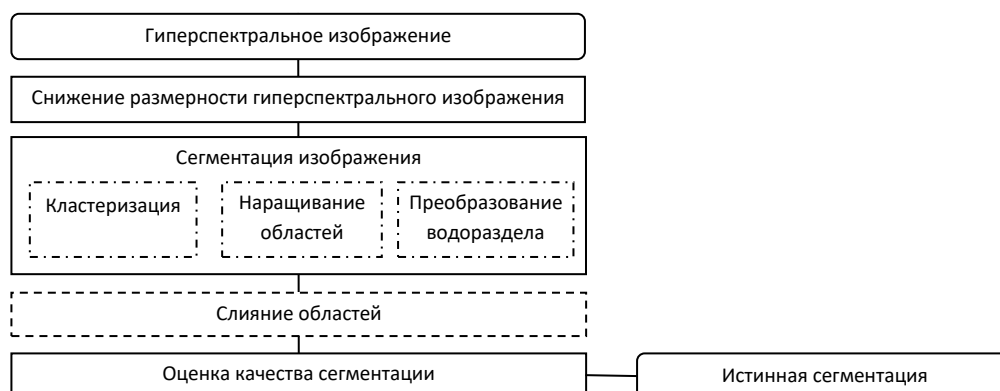 Гиперспектральное изображение
Снижение размерности гиперспектрального изображения
Сегментация изображения
Кластеризация
Наращивание
областей
Преобразование
водораздела
Слияние областей
Оценка качества сегментации
Истинная сегментация